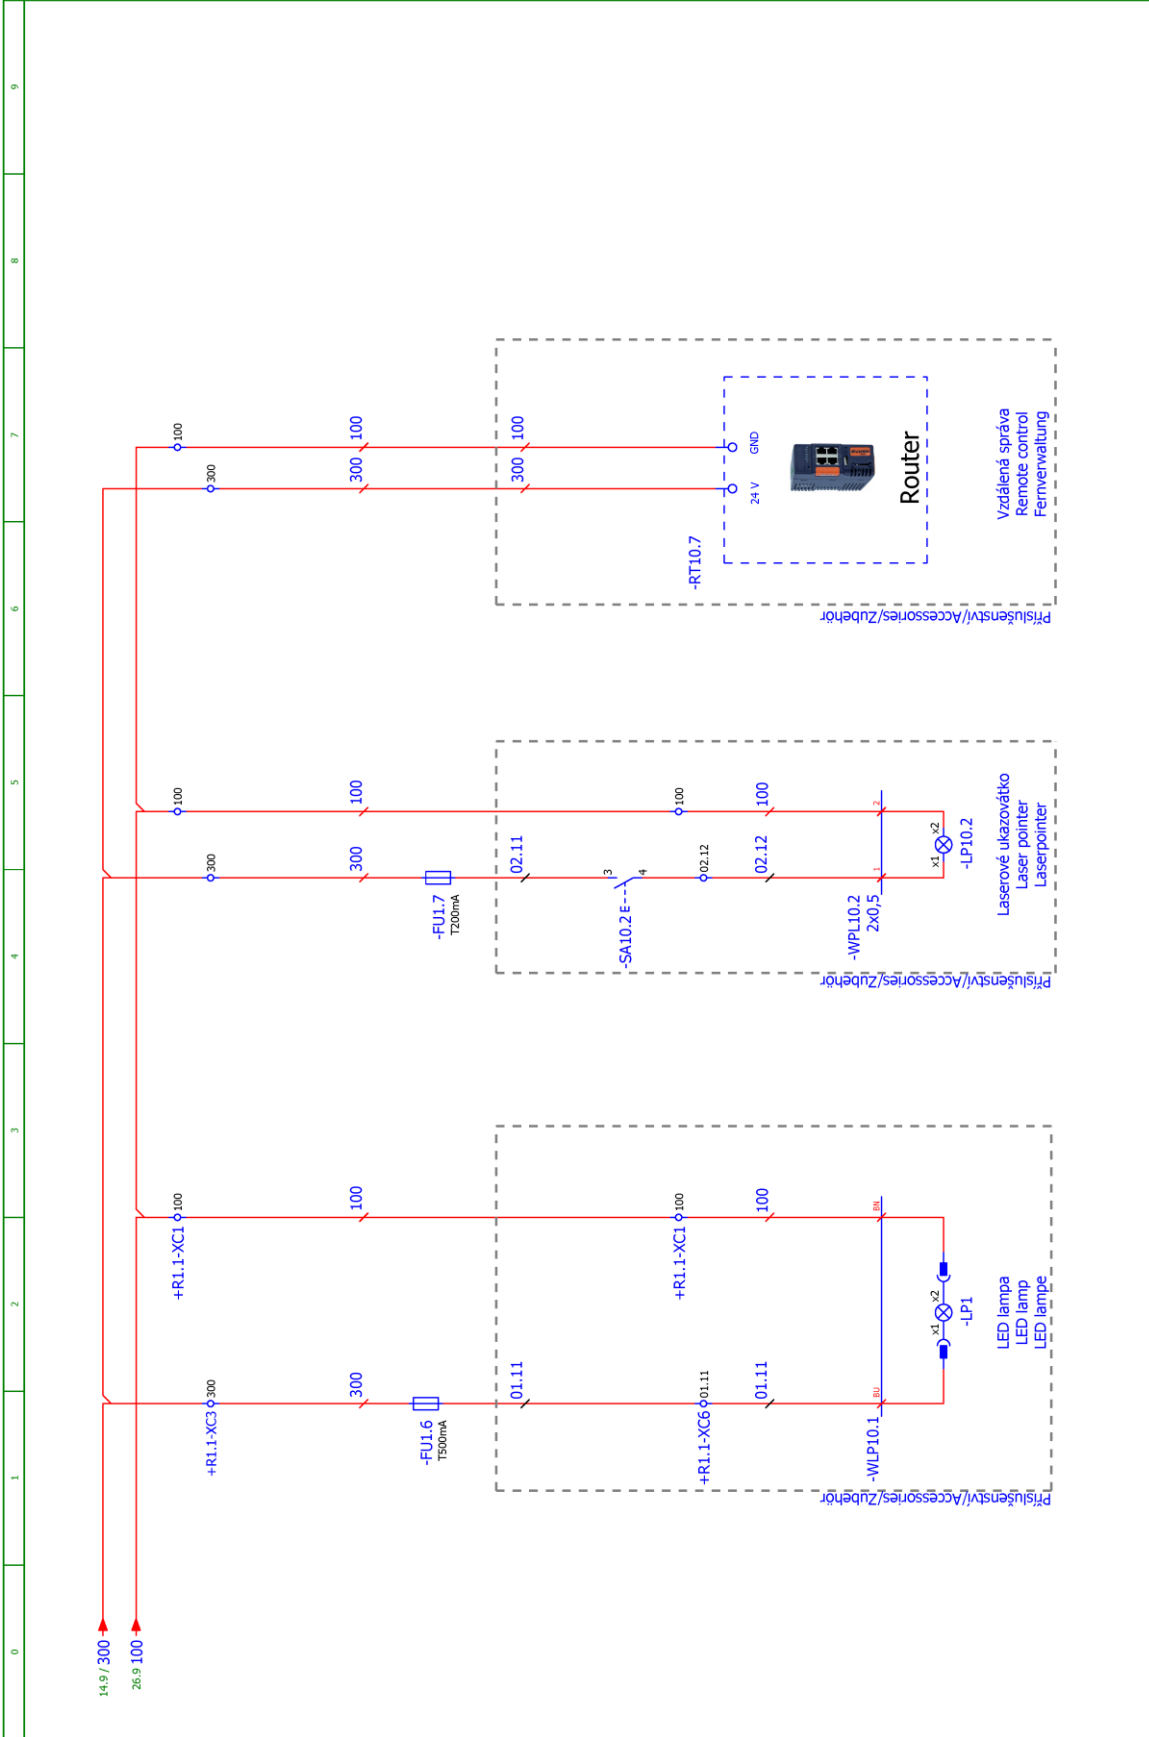 0
1
2
3
4
5
6
7
8
9
14.9 / 300
26.9 100
+R1.1-XC3 300
300
-FU1.6
T500mA
01.11
+R1.1-XC6 01.11
01.11
-WLP10.1
BU
+R1.1-XC1 100
100
+R1.1-XC1 100
100
BN
x1 x2
-LP1
LED lampa
LED lamp
LED lampe
Příslušenství/Accessories/Zubehör
300
300
-FU1.7
T200mA
02.11
-SA10.2 E
3
4
02.12
02.12
-WPL10.2
2x0,5
1
100
100
100
100
2
x1 x2
-LP10.2
Laserové ukazovátko
Laser pointer
Laserpointer
Příslušenství/Accessories/Zubehör
300
100
300 100
300 100
-RT10.7
24 V GND
Router
Vzdálená správa
Remote control
Fernverwaltung
Příslušenství/Accessories/Zubehör